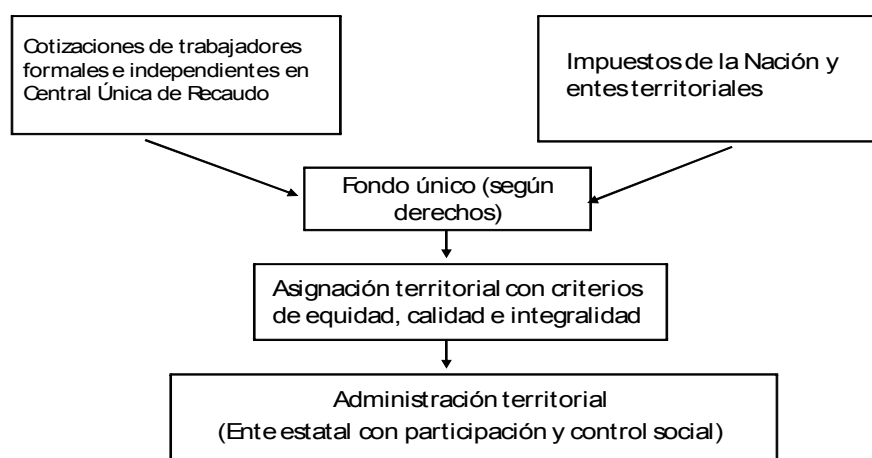 Cotizaciones de trabajadores
formales e independientes en
Central Única de Recaudo
Impuestos de la Nación y
entes territoriales
Fondo único (según
derechos)
Asignación territorial con criterios
de equidad, calidad e integralidad
Administración territorial
(Ente estatal con participación y control social)